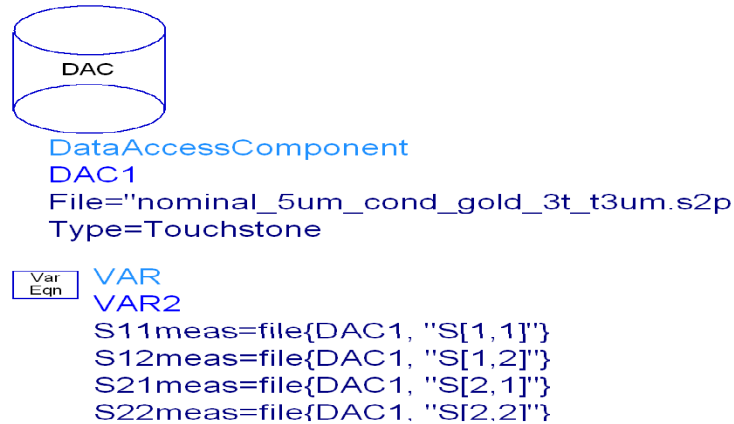 DAC
DataAccessComponent
DAC1
File="nominal_5um_cond_gold_3t_t3um.s2p
Type=Touchstone
Var
Eqn
VAR
VAR2
S11meas=file{DAC1, "S[1,1]"}
S12meas=file{DAC1, "S[1,2]"}
S21meas=file{DAC1, "S[2,1]"}
S22meas=file{DAC1, "S[2,2]"}